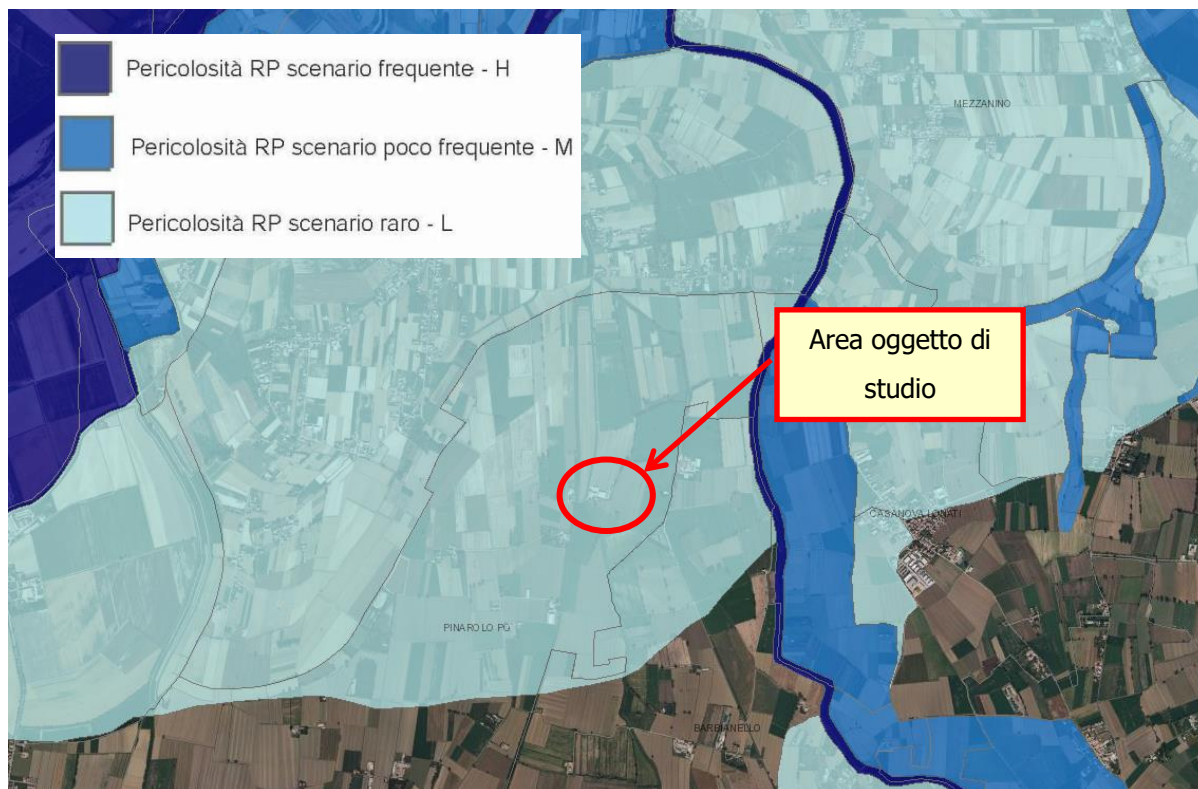 Pericolosità RP scenario frequente - H
Pericolosità RP scenario poco frequente - M
Pericolosità RP scenario raro - L
MEZZANINO
Area oggetto di
studio
CASANOVA LONATI
PINAROLO PO
BARBIANELLO